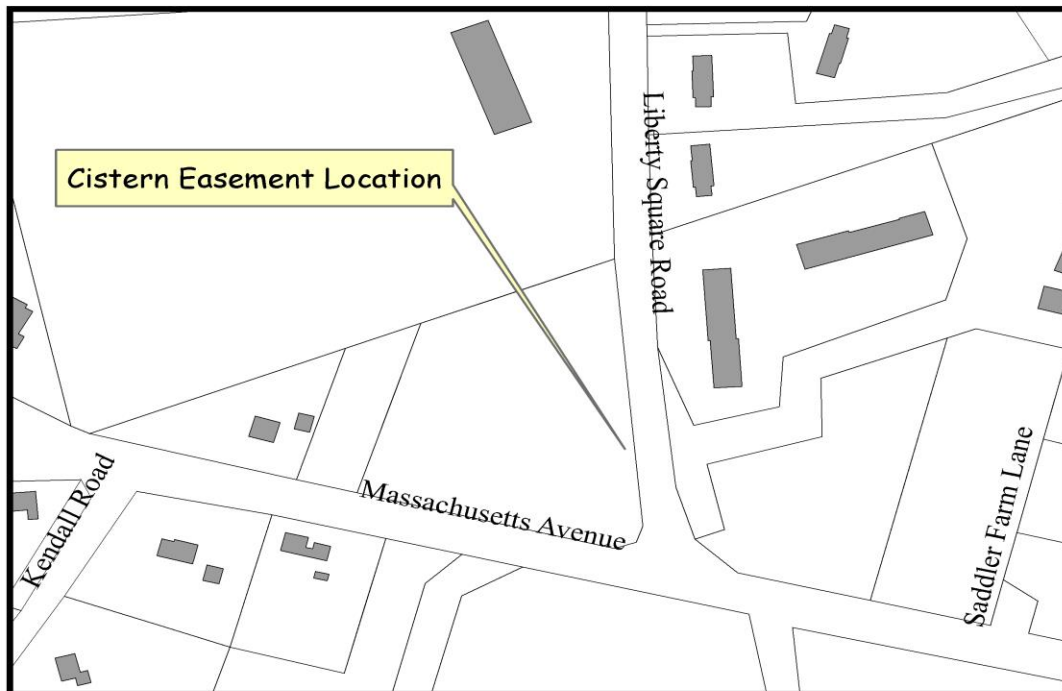 Cistern Easement Location
Liberty Square Road
Massachusetts Avenue
Kendall Road
Saddler Farm Lane